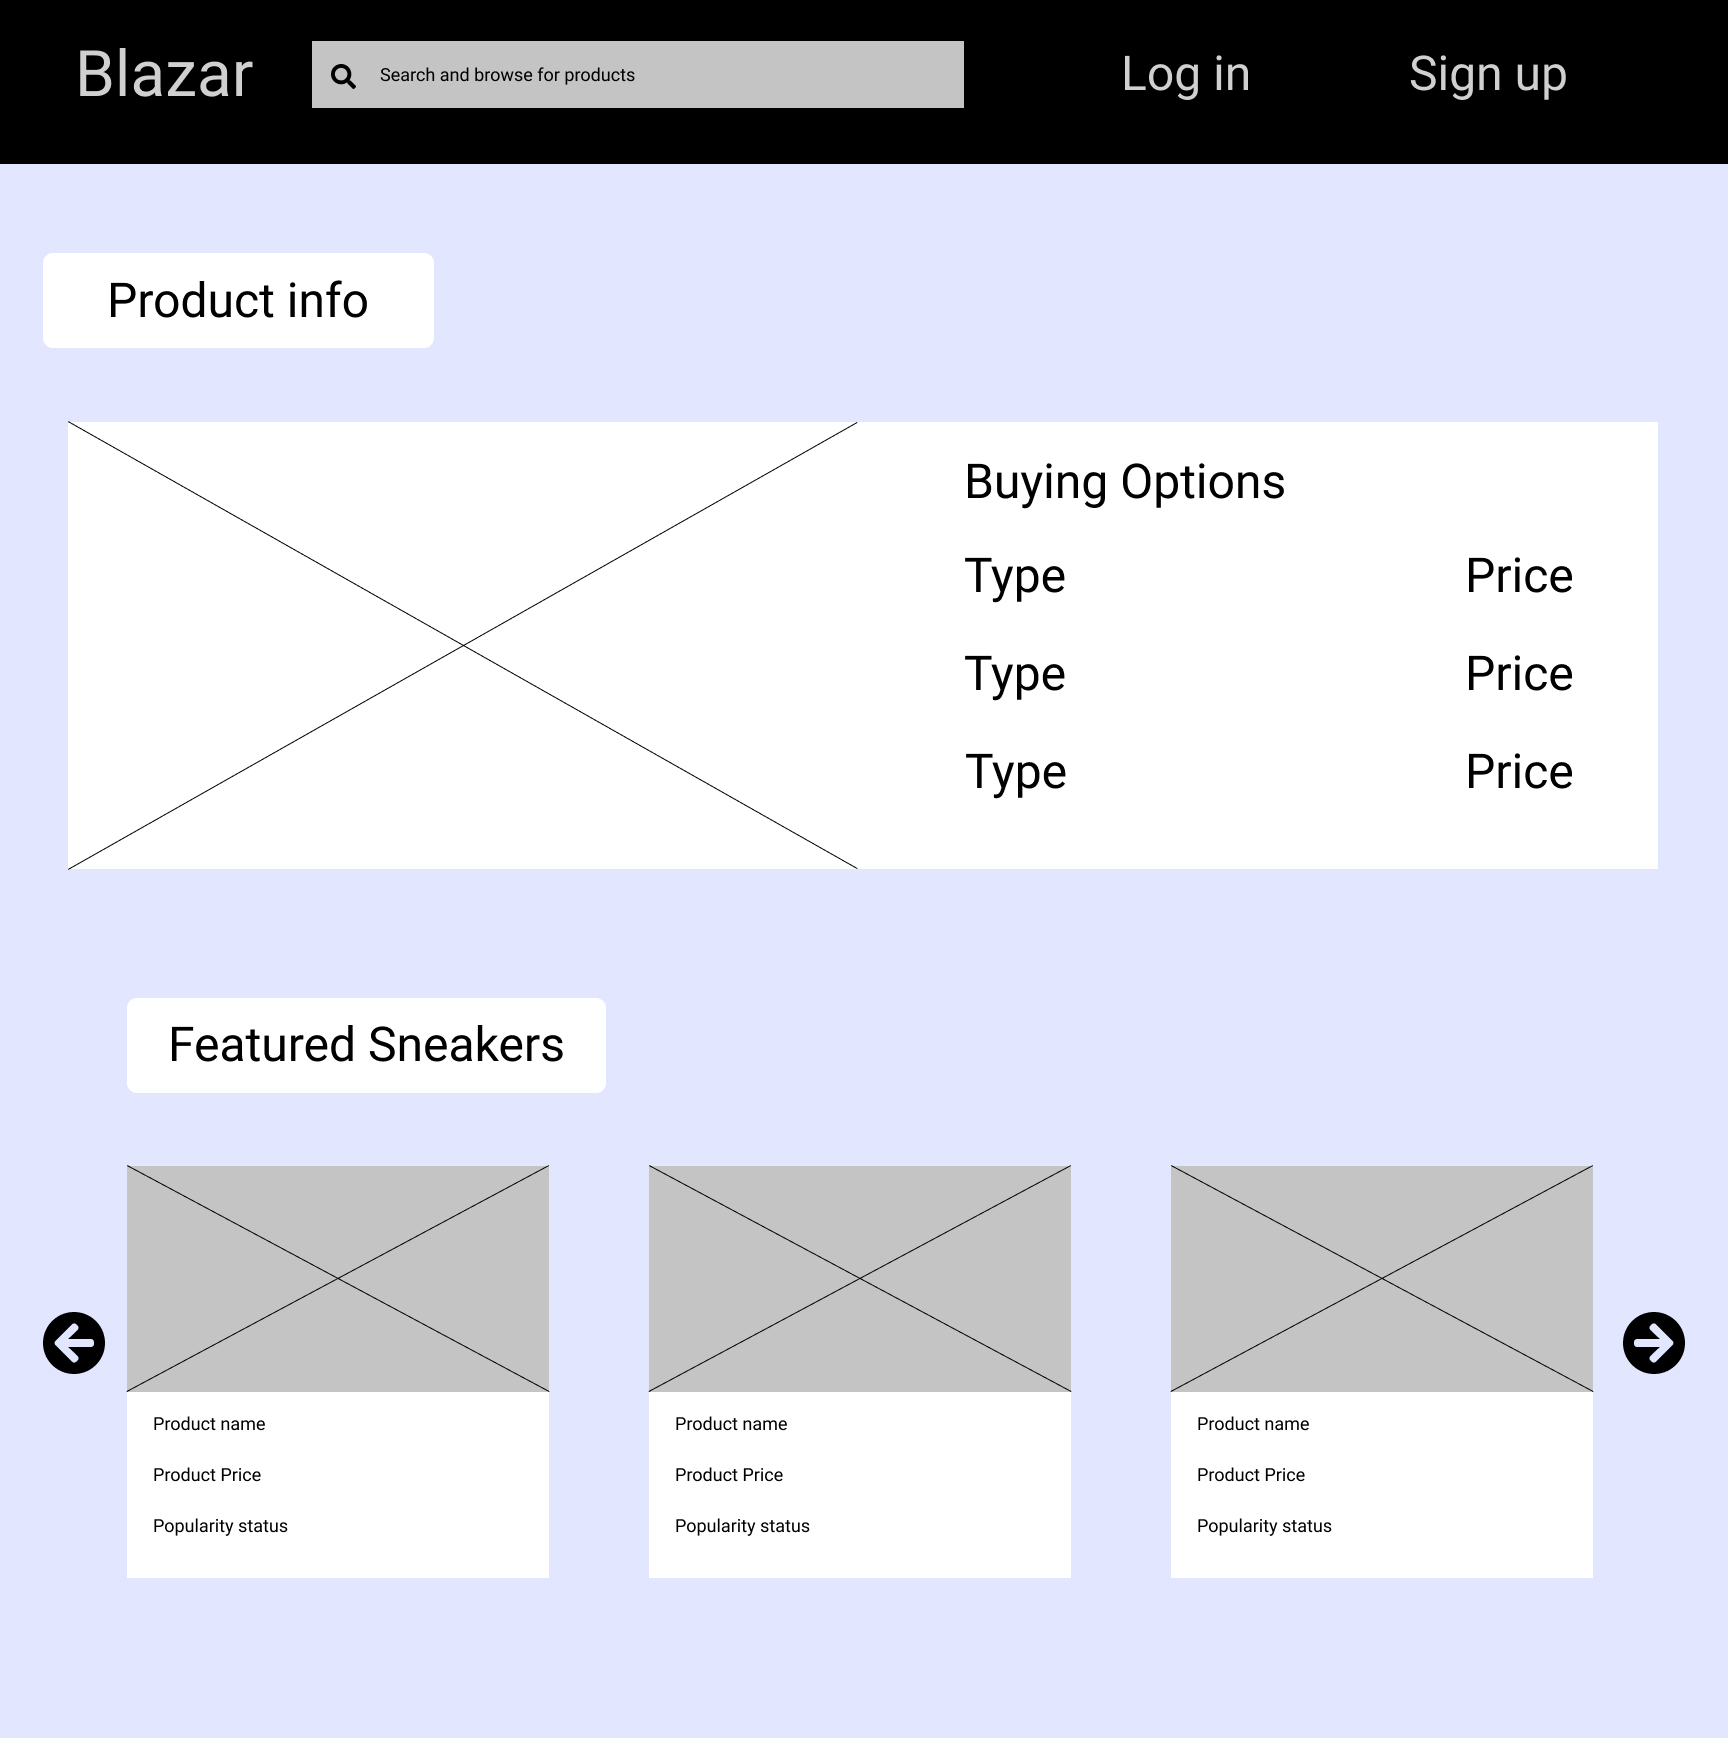 Blazar
Search and browse for products
Log in
Sign up
Product info
Buying Options
Type Price
Type Price
Type Price
Featured Sneakers
Product name
Product Price
Popularity status
Product name
Product Price
Popularity status
Product name
Product Price
Popularity status